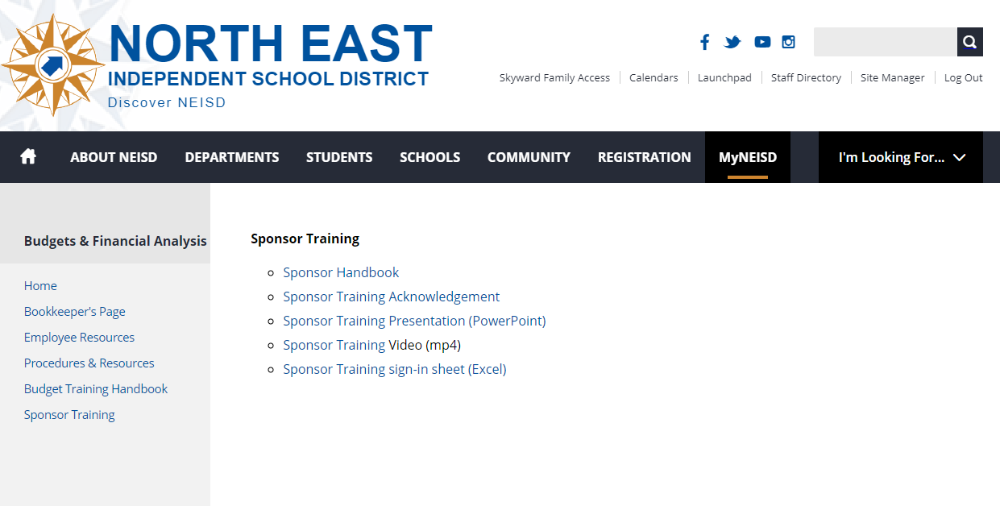 NORTH EAST
INDEPENDENT SCHOOL DISTRICT
Discover NEISD
Skyward Family Access
Calendars
Launchpad
Staff Directory
Site Manager
Log Out
ABOUT NEISD
DEPARTMENTS
STUDENTS
SCHOOLS
COMMUNITY
REGISTRATION
MyNEISD
I'm Looking For...
Budgets & Financial Analysis
Home
Bookkeeper's Page
Employee Resources
Procedures & Resources
Budget Training Handbook
Sponsor Training
Sponsor Training
Sponsor Handbook
Sponsor Training Acknowledgement
Sponsor Training Presentation (PowerPoint)
Sponsor Training Video (mp4)
Sponsor Training sign-in sheet (Excel)